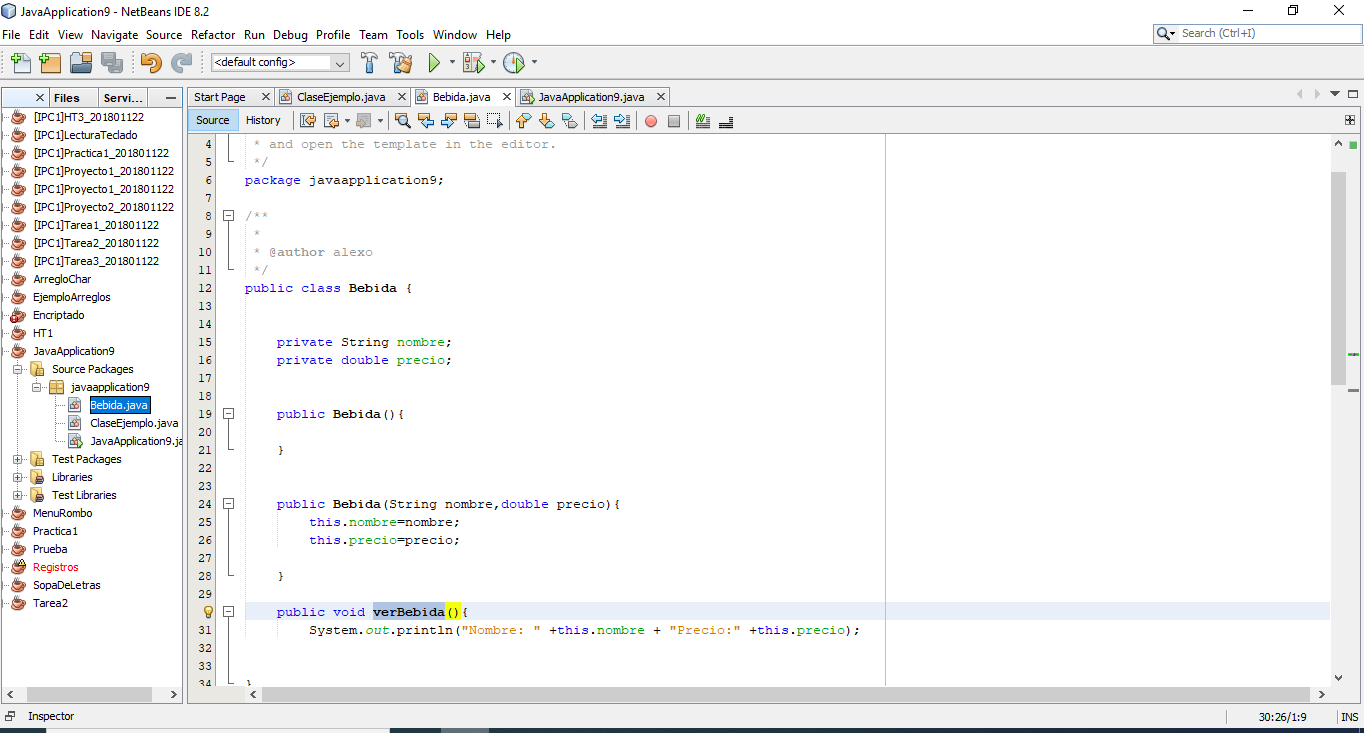 JavaApplication9 - NetBeans IDE 8.2
File Edit View Navigate Source Refactor Run Debug Profile Team Tools Window Help
Search (Ctrl+I)
<default config>
Files Servi...
Start Page ClaseEjemplo.java Bebida.java JavaApplication9.java
Source History
[IPC1]HT3_201801122
[IPC1]LecturaTeclado
[IPC1]Practica1_201801122
[IPC1]Proyecto1_201801122
[IPC1]Proyecto1_201801122
[IPC1]Proyecto2_201801122
[IPC1]Tarea1_201801122
[IPC1]Tarea2_201801122
[IPC1]Tarea3_201801122
ArregloChar
EjemploArreglos
Encriptado
HT1
JavaApplication9
Source Packages
javaapplication9
Bebida.java
ClaseEjemplo.java
JavaApplication9.ja
Test Packages
Libraries
Test Libraries
MenuRombo
Practica1
Prueba
Registros
SopaDeLetras
Tarea2
4 * and open the template in the editor.
5 */
6 package javaapplication9;
7
8 /**
9 *
10 * @author alexo
11 */
12 public class Bebida {
13
14
15 private String nombre;
16 private double precio;
17
18
19 public Bebida(){
20
21 }
22
23
24 public Bebida(String nombre,double precio){
25 this.nombre=nombre;
26 this.precio=precio;
27
28 }
29
public void verBebida(){
31 System.out.println("Nombre: " +this.nombre + "Precio:" +this.precio);
32
33
34 }
Inspector
30:26/1:9 INS